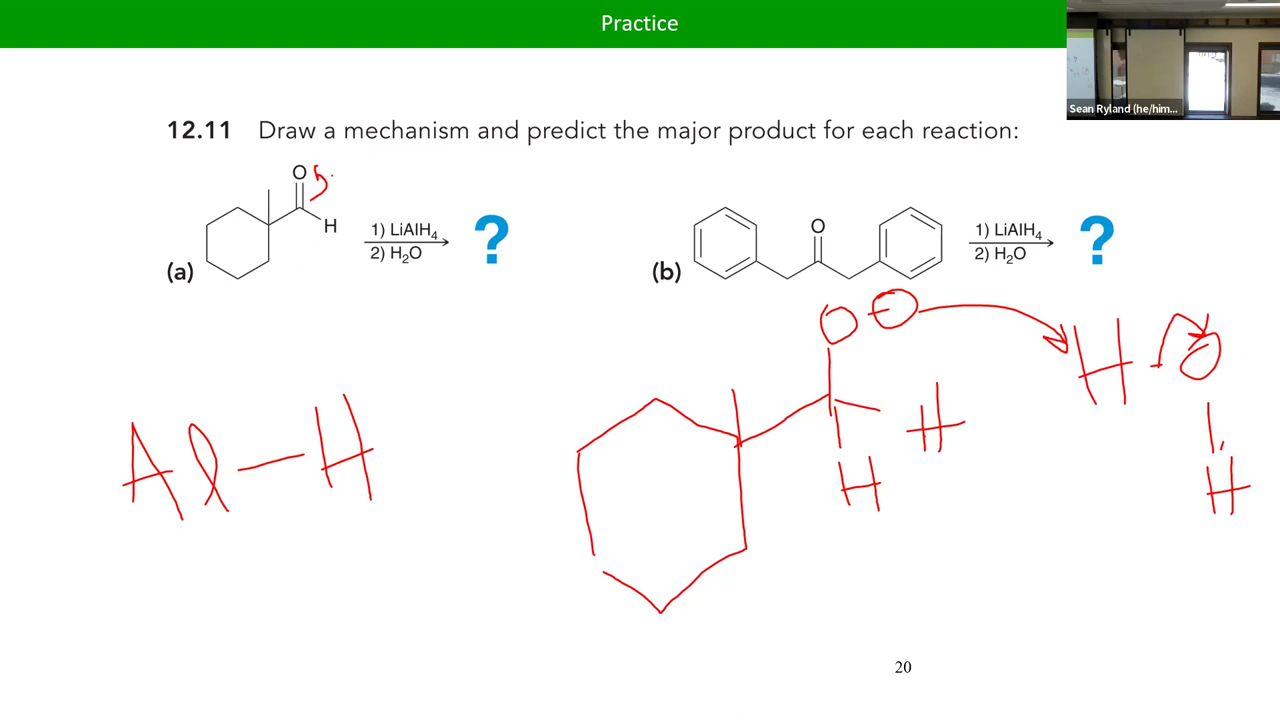 Practice
Sean Ryland (he/him...
12.11 Draw a mechanism and predict the major product for each reaction:
(a)
O
H
1) LiAlH4
2) H2O
?
(b)
O
1) LiAlH4
2) H2O
?
O ⊖
H O
H
H
H
Al–H
20